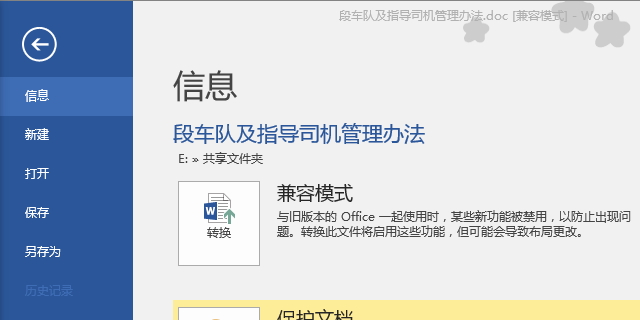 段车队及指导司机管理办法.doc [兼容模式] - Word
信息
新建
打开
保存
另存为
历史记录
信息
段车队及指导司机管理办法
E: » 共享文件夹
转换
兼容模式
与旧版本的 Office 一起使用时，某些新功能被禁用，以防止出现问
题。转换此文件将启用这些功能，但可能会导致布局更改。
保护文档